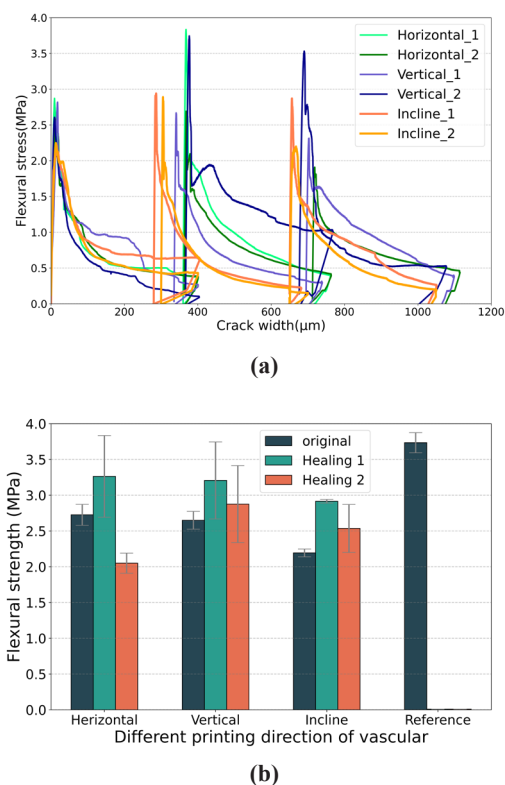 4.0
3.5
3.0
2.5
2.0
1.5
1.0
0.5
0.0
Flexural stress(MPa)
Horizontal_1
Horizontal_2
Vertical_1
Vertical_2
Incline_1
Incline_2
0 200 400 600 800 1000 1200
Crack width(μm)
(a)
4.0
3.5
3.0
2.5
2.0
1.5
1.0
0.5
0.0
Flexural strength (MPa)
original
Healing 1
Healing 2
Herizontal Vertical Incline Reference
Different printing direction of vascular
(b)